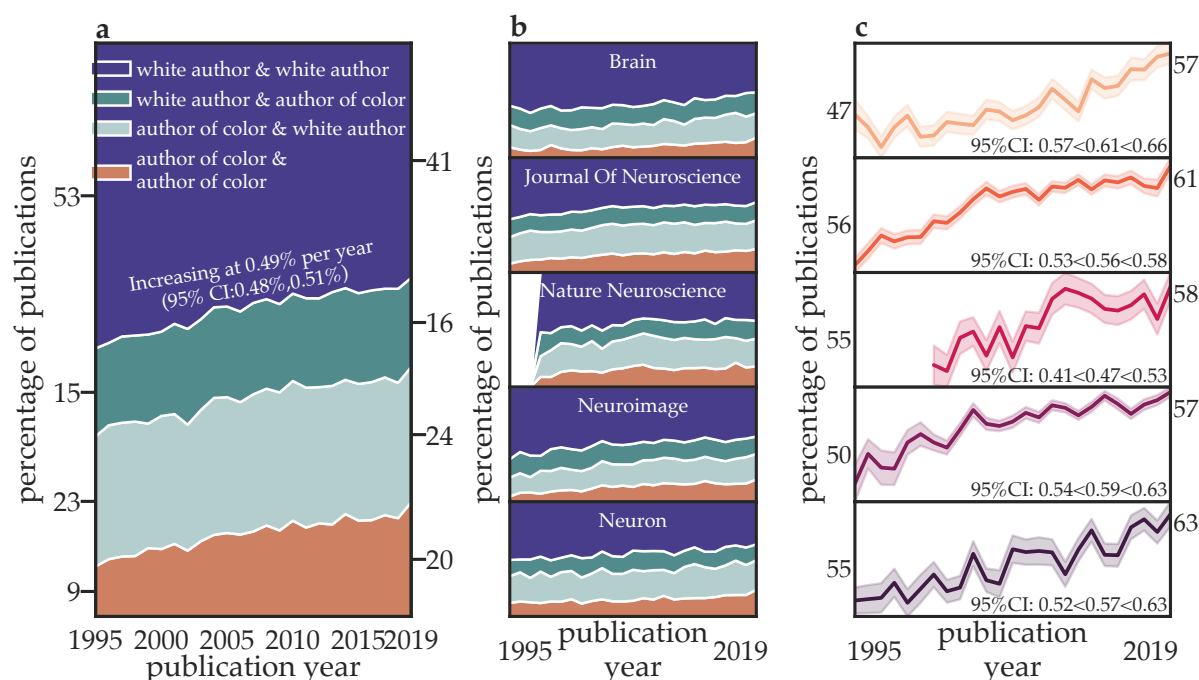 a
white author & white author
white author & author of color
author of color & white author
author of color &
author of color
Increasing at 0.49% per year
(95% CI:0.48%,0.51%)
percentage of publications
53
15
23
9
41
16
24
20
1995 2000 2005 2010 2015 2019
publication year
b
Brain
Journal Of Neuroscience
Nature Neuroscience
Neuroimage
Neuron
percentage of publications
publication
1995 year 2019
c
percentage of publications
47
57
95%CI: 0.57<0.61<0.66
56
61
95%CI: 0.53<0.56<0.58
55
58
95%CI: 0.41<0.47<0.53
50
57
95%CI: 0.54<0.59<0.63
55
63
95%CI: 0.52<0.57<0.63
publication
1995 year 2019